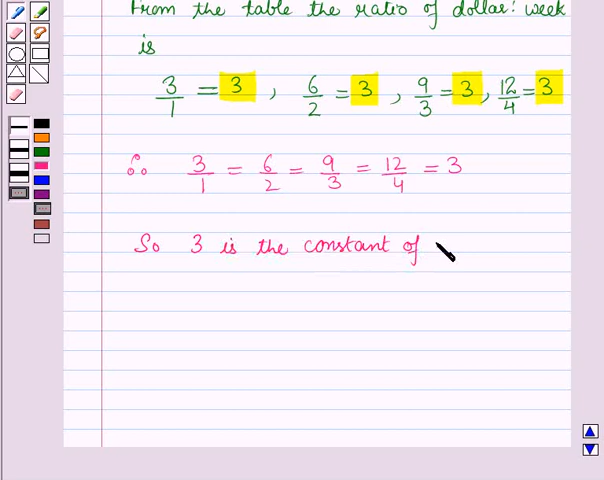 From the table the ratio of dollar : week
is
3/1 = 3 , 6/2 = 3 , 9/3 = 3 , 12/4 = 3
∴ 3/1 = 6/2 = 9/3 = 12/4 = 3
So 3 is the constant of